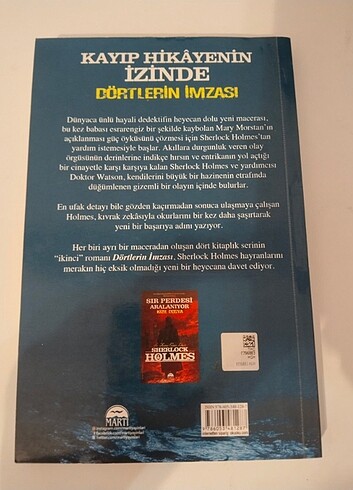 KAYIP HİKÂYENİN
İZİNDE
DÖRTLERİN İMZASI
Dünyaca ünlü hayali dedektifin heyecan dolu yeni macerası,
bu kez babası esrarengiz bir şekilde kaybolan Mary Morstan'ın
açıklanması güç öyküsünü çözmesi için Sherlock Holmes'tan
yardım istemesiyle başlar. Akıllara durgunluk veren olay
örgüsünün derinlerine indikçe hırsın ve entrikanın yol açtığı
bir cinayetle karşı karşıya kalan Sherlock Holmes ve yardımcısı
Doktor Watson, kendilerini büyük bir hazinenin etrafında
düğümlenen gizemli bir olayın içinde bulurlar.
En ufak detayı bile gözden kaçırmadan sonuca ulaşmaya çalışan
Holmes, kıvrak zekâsıyla okurlarını bir kez daha şaşırtarak
yeni bir başarıya adını yazıyor.
Her biri ayrı bir maceradan oluşan dört kitaplık serinin
"ikinci" romanı Dörtlerin İmzası, Sherlock Holmes hayranlarını
merakın hiç eksik olmadığı yeni bir heyecana davet ediyor.
SIR PERDESİ
ARALANIYOR
KIZIL DOSYA
SHERLOCK
HOLMES
MARTI